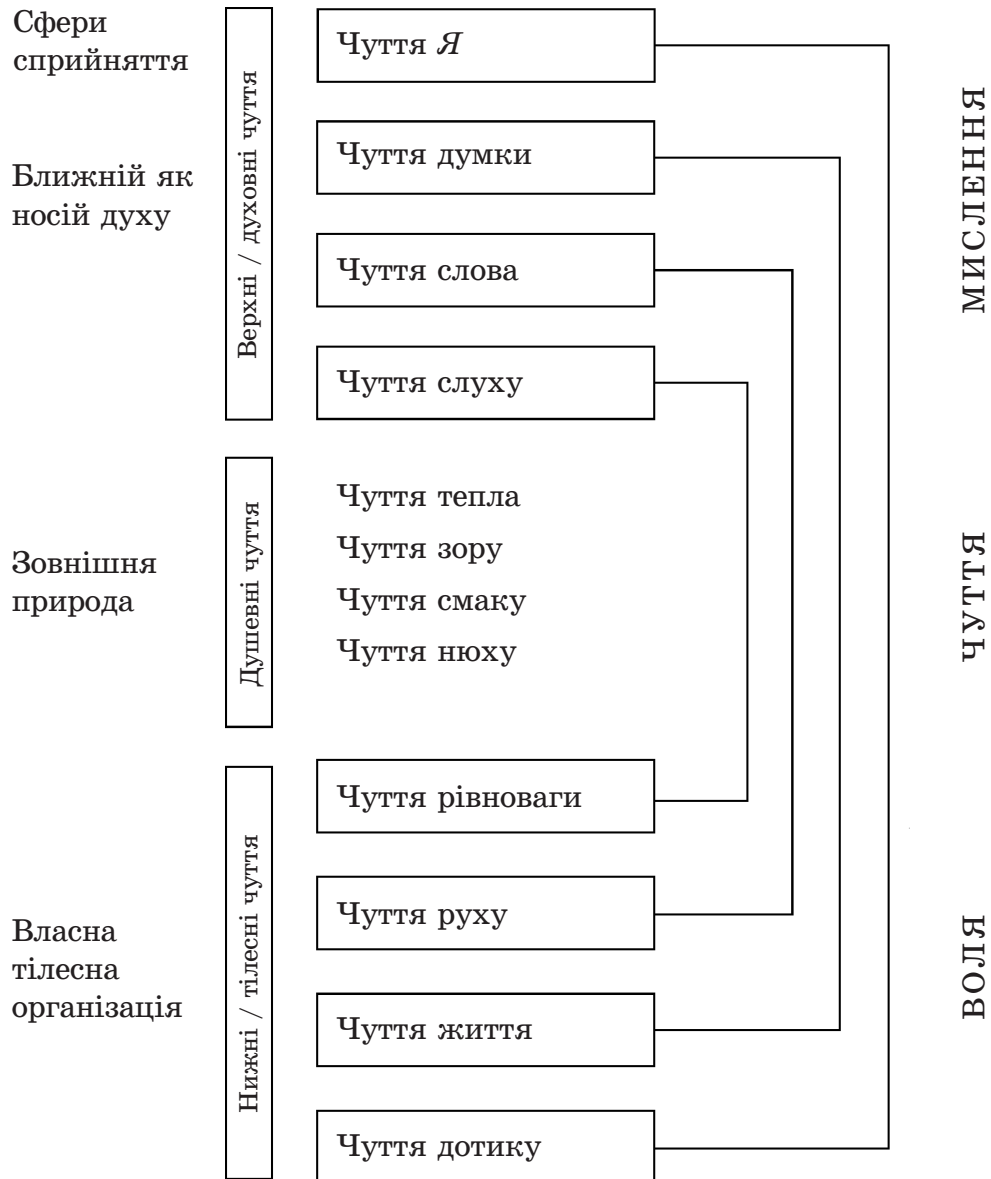 Сфери
сприйняття
Ближній як
носій духу
Верхні / духовні чуття
Чуття Я
Чуття думки
Чуття слова
Чуття слуху
МИСЛЕННЯ
Зовнішня
природа
Душевні чуття
Чуття тепла
Чуття зору
Чуття смаку
Чуття нюху
ЧУТТЯ
Власна
тілесна
організація
Нижні / тілесні чуття
Чуття рівноваги
Чуття руху
Чуття життя
Чуття дотику
ВОЛЯ